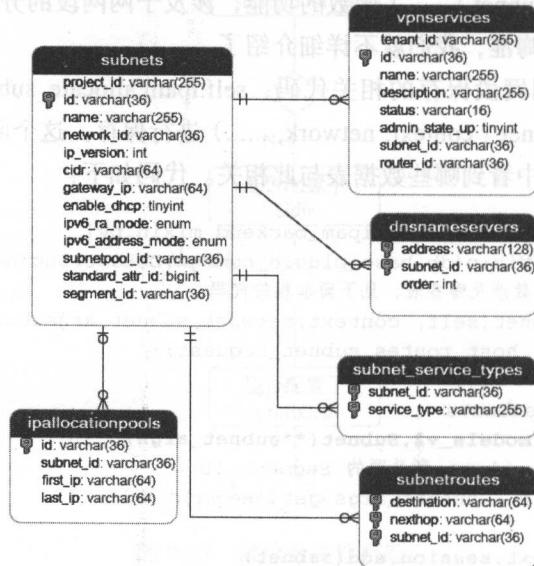 subnets
project_id: varchar(255)
id: varchar(36)
name: varchar(255)
network_id: varchar(36)
ip_version: int
cidr: varchar(64)
gateway_ip: varchar(64)
enable_dhcp: tinyint
ipv6_ra_mode: enum
ipv6_address_mode: enum
subnetpool_id: varchar(36)
standard_attr_id: bigint
segment_id: varchar(36)
vpnservices
tenant_id: varchar(255)
id: varchar(36)
name: varchar(255)
description: varchar(255)
status: varchar(16)
admin_state_up: tinyint
subnet_id: varchar(36)
router_id: varchar(36)
dnsnameservers
address: varchar(128)
subnet_id: varchar(36)
order: int
subnet_service_types
subnet_id: varchar(36)
service_type: varchar(255)
ipallocationpools
id: varchar(36)
subnet_id: varchar(36)
first_ip: varchar(64)
last_ip: varchar(64)
subnetroutes
destination: varchar(64)
nexthop: varchar(64)
subnet_id: varchar(36)